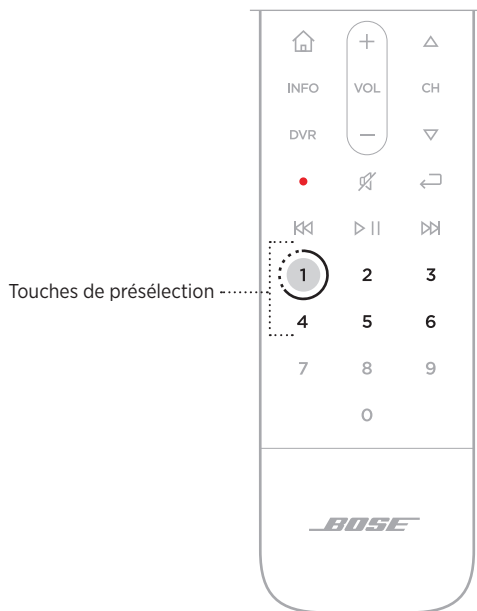 +
INFO VOL CH
DVR −
1 2 3
Touches de présélection
4 5 6
7 8 9
0
BOSE